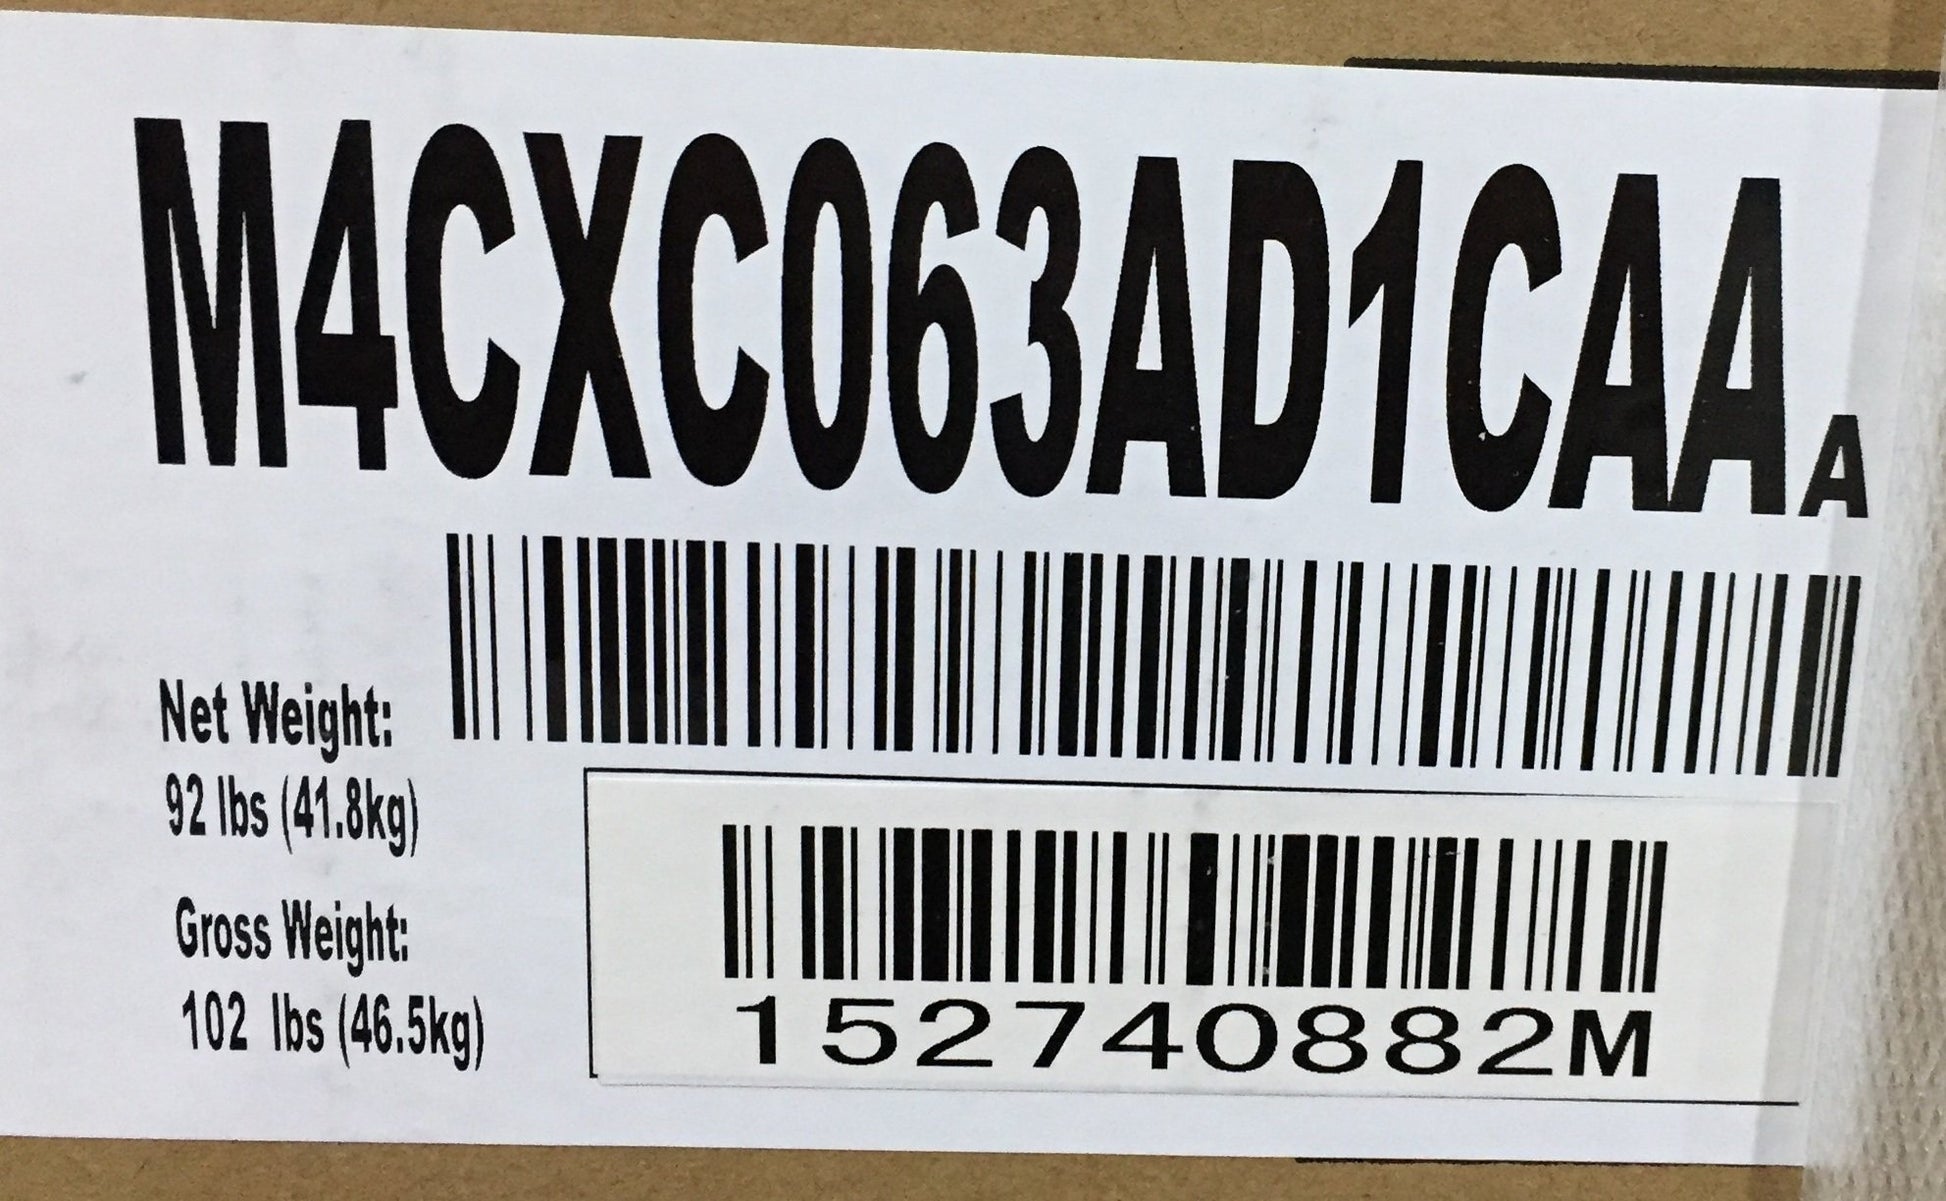 M4CXC063AD1CAAA
Net Weight:
92 lbs (41.8kg)
Gross Weight:
102 lbs (46.5kg)
152740882M